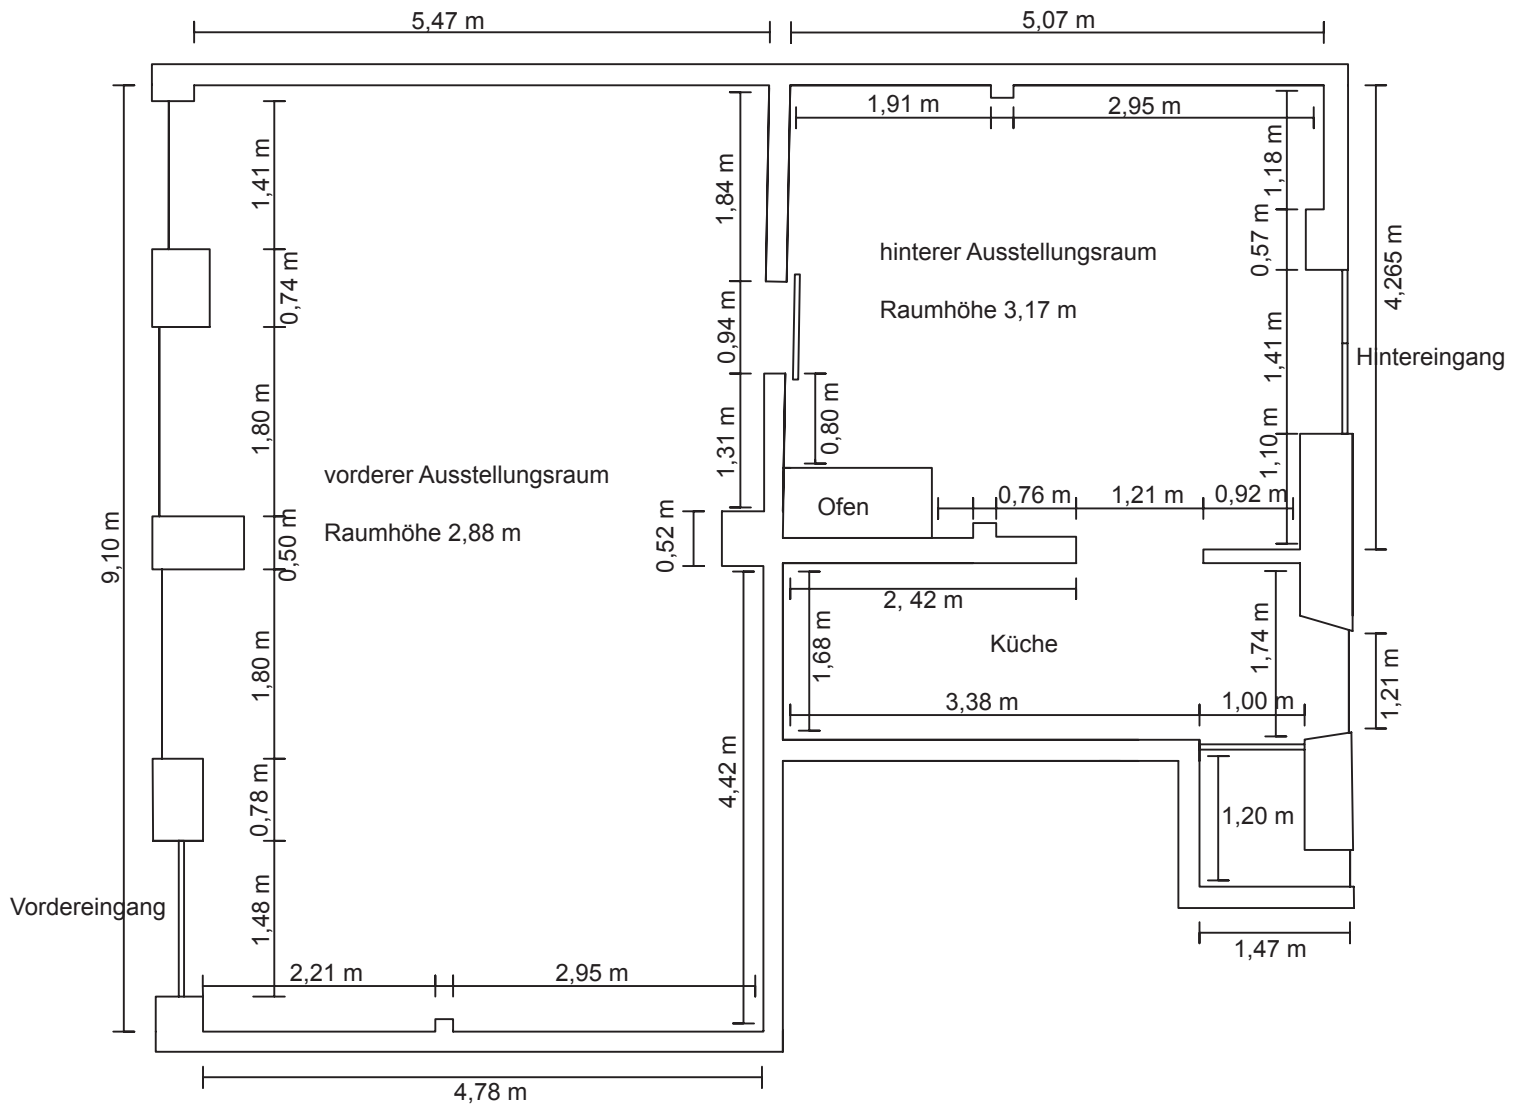 5,47 m
5,07 m
1,91 m
2,95 m
1,41 m
1,84 m
1,18 m
0,74 m
hinterer Ausstellungsraum
0,57 m
4,265 m
Raumhöhe 3,17 m
0,94 m
1,41 m
Hintereingang
1,80 m
1,31 m
0,80 m
1,10 m
vorderer Ausstellungsraum
Ofen
0,76 m
1,21 m
0,92 m
9,10 m
0,50 m
Raumhöhe 2,88 m
0,52 m
2, 42 m
1,80 m
1,68 m
Küche
1,74 m
1,21 m
3,38 m
1,00 m
0,78 m
4,42 m
1,20 m
Vordereingang
1,48 m
1,47 m
2,21 m
2,95 m
4,78 m